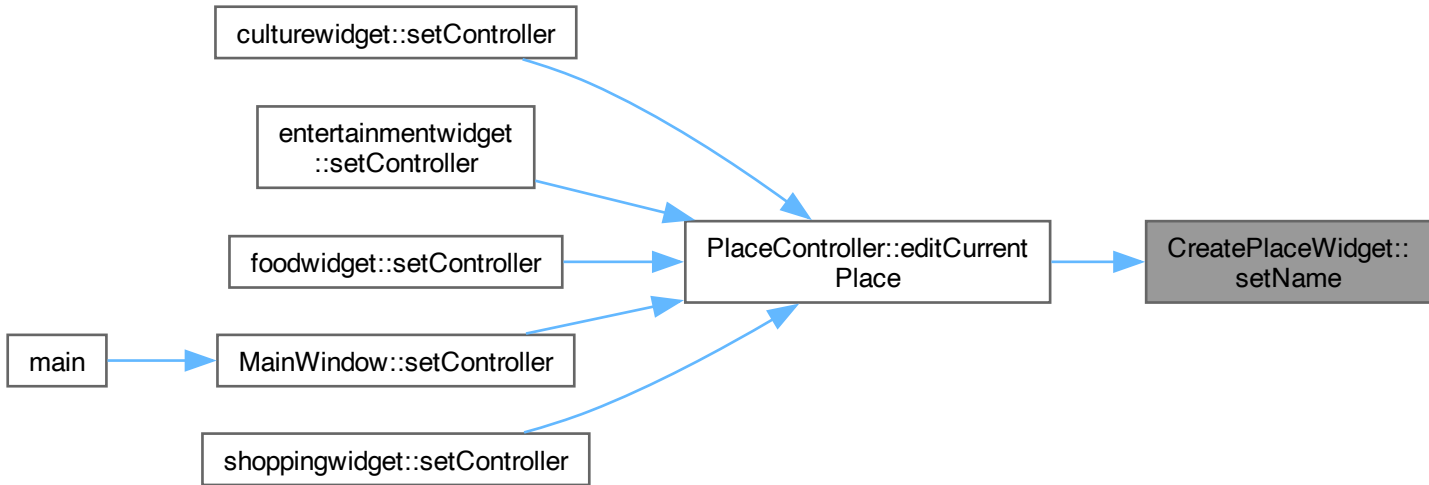 culturewidget::setController
entertainmentwidget
::setController
foodwidget::setController
main
MainWindow::setController
shoppingwidget::setController
PlaceController::editCurrent
Place
CreatePlaceWidget::
setName